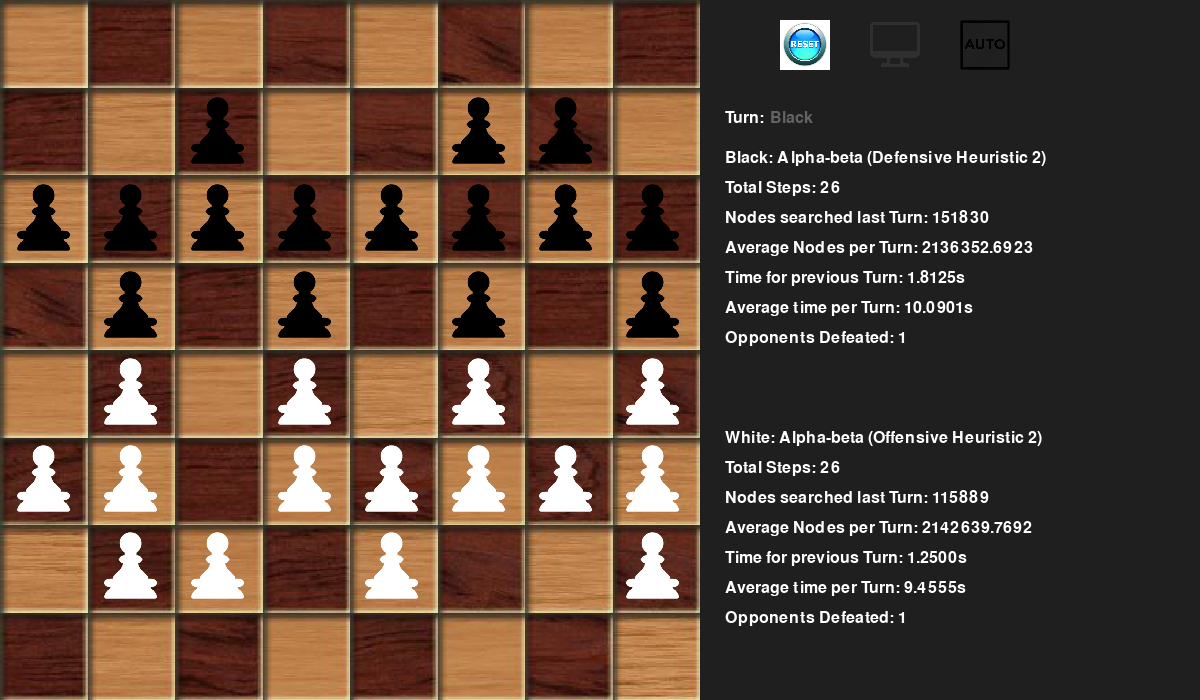 RESET
AUTO
Turn: Black
Black: Alpha-beta (Defensive Heuristic 2)
Total Steps: 26
Nodes searched last Turn: 151830
Average Nodes per Turn: 2136352.6923
Time for previous Turn: 1.8125s
Average time per Turn: 10.0901s
Opponents Defeated: 1
White: Alpha-beta (Offensive Heuristic 2)
Total Steps: 26
Nodes searched last Turn: 115889
Average Nodes per Turn: 2142639.7692
Time for previous Turn: 1.2500s
Average time per Turn: 9.4555s
Opponents Defeated: 1